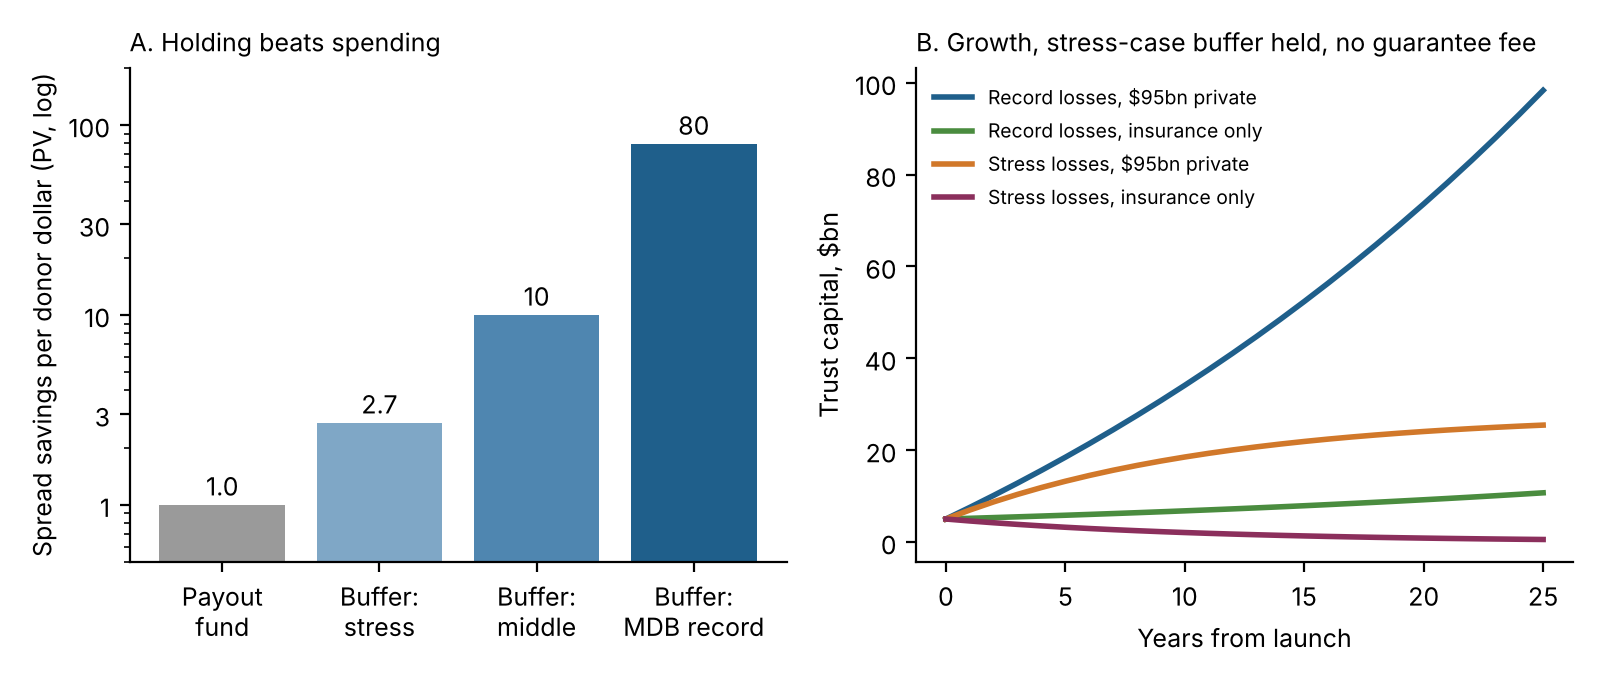 A. Holding beats spending
Spread savings per donor dollar (PV, log)
100
30
10
3
1
1.0
2.7
10
80
Payout
fund
Buffer:
stress
Buffer:
middle
Buffer:
MDB record
B. Growth, stress-case buffer held, no guarantee fee
Trust capital, $bn
100
80
60
40
20
0
Record losses, $95bn private
Record losses, insurance only
Stress losses, $95bn private
Stress losses, insurance only
0
5
10
15
20
25
Years from launch